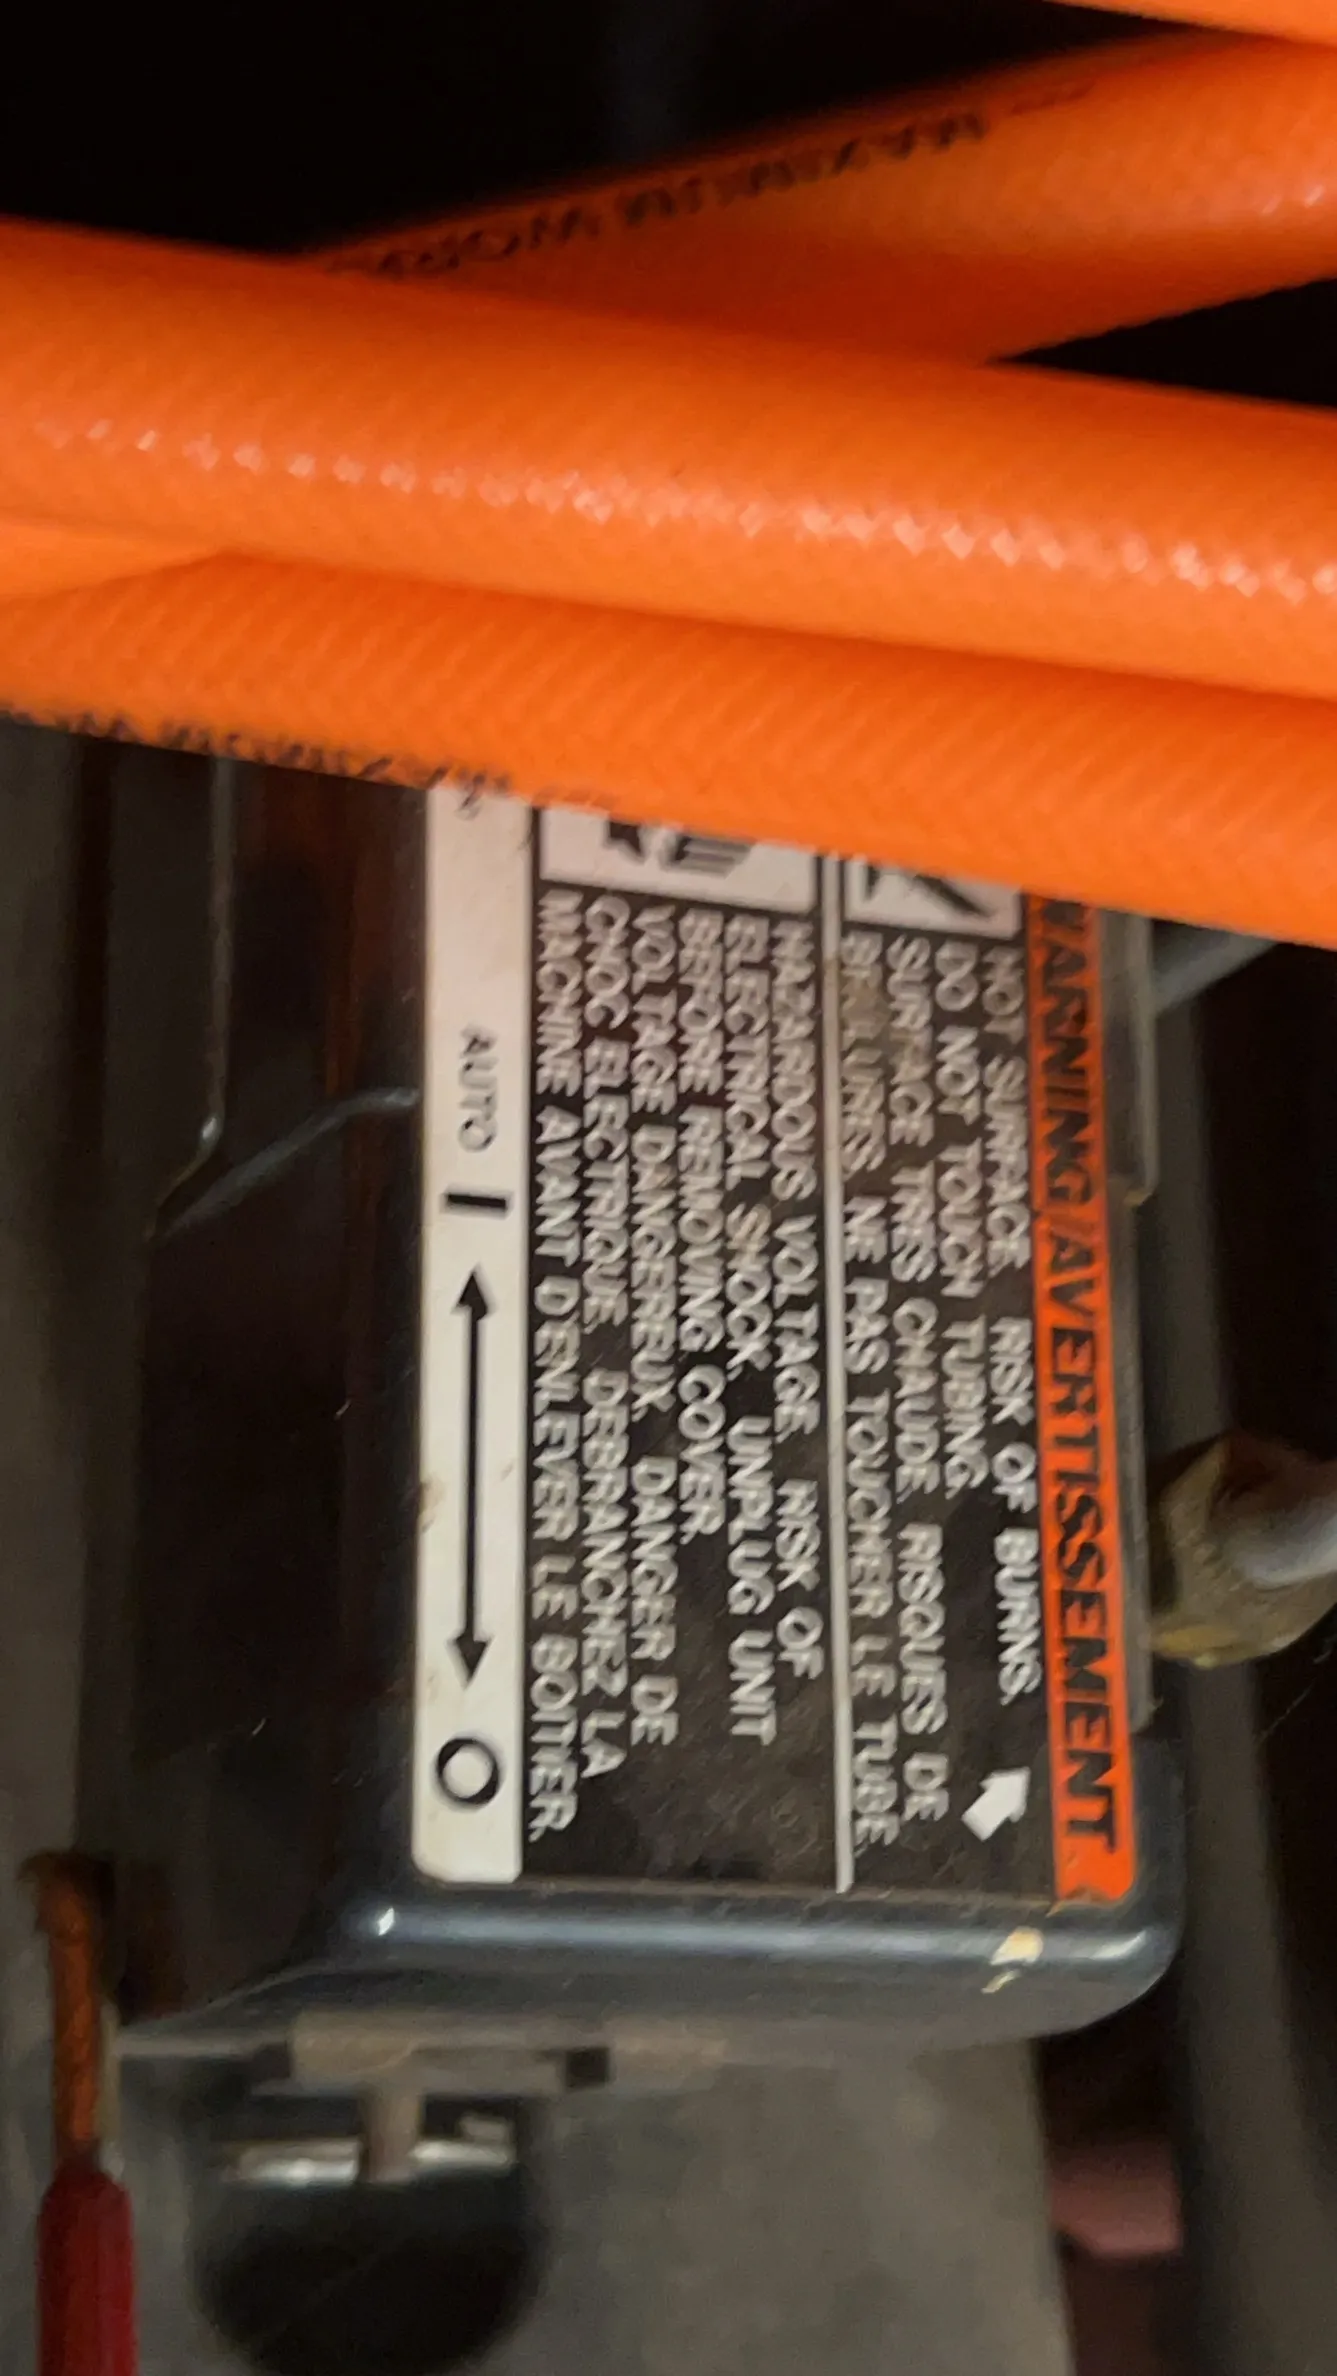 WARNING/AVERTISSEMENT
HOT SURFACE. RISK OF BURNS.
DO NOT TOUCH TUBING.
SURFACE TRES CHAUDE. RISQUES DE
BRULURES. NE PAS TOUCHER LE TUBE.
HAZARDOUS VOLTAGE. RISK OF
ELECTRICAL SHOCK. UNPLUG UNIT
BEFORE REMOVING COVER.
VOLTAGE DANGEREUX. DANGER DE
CHOC ELECTRIQUE. DEBRANCHEZ LA
MACHINE AVANT D'ENLEVER LE BOITIER.
AUTO I O